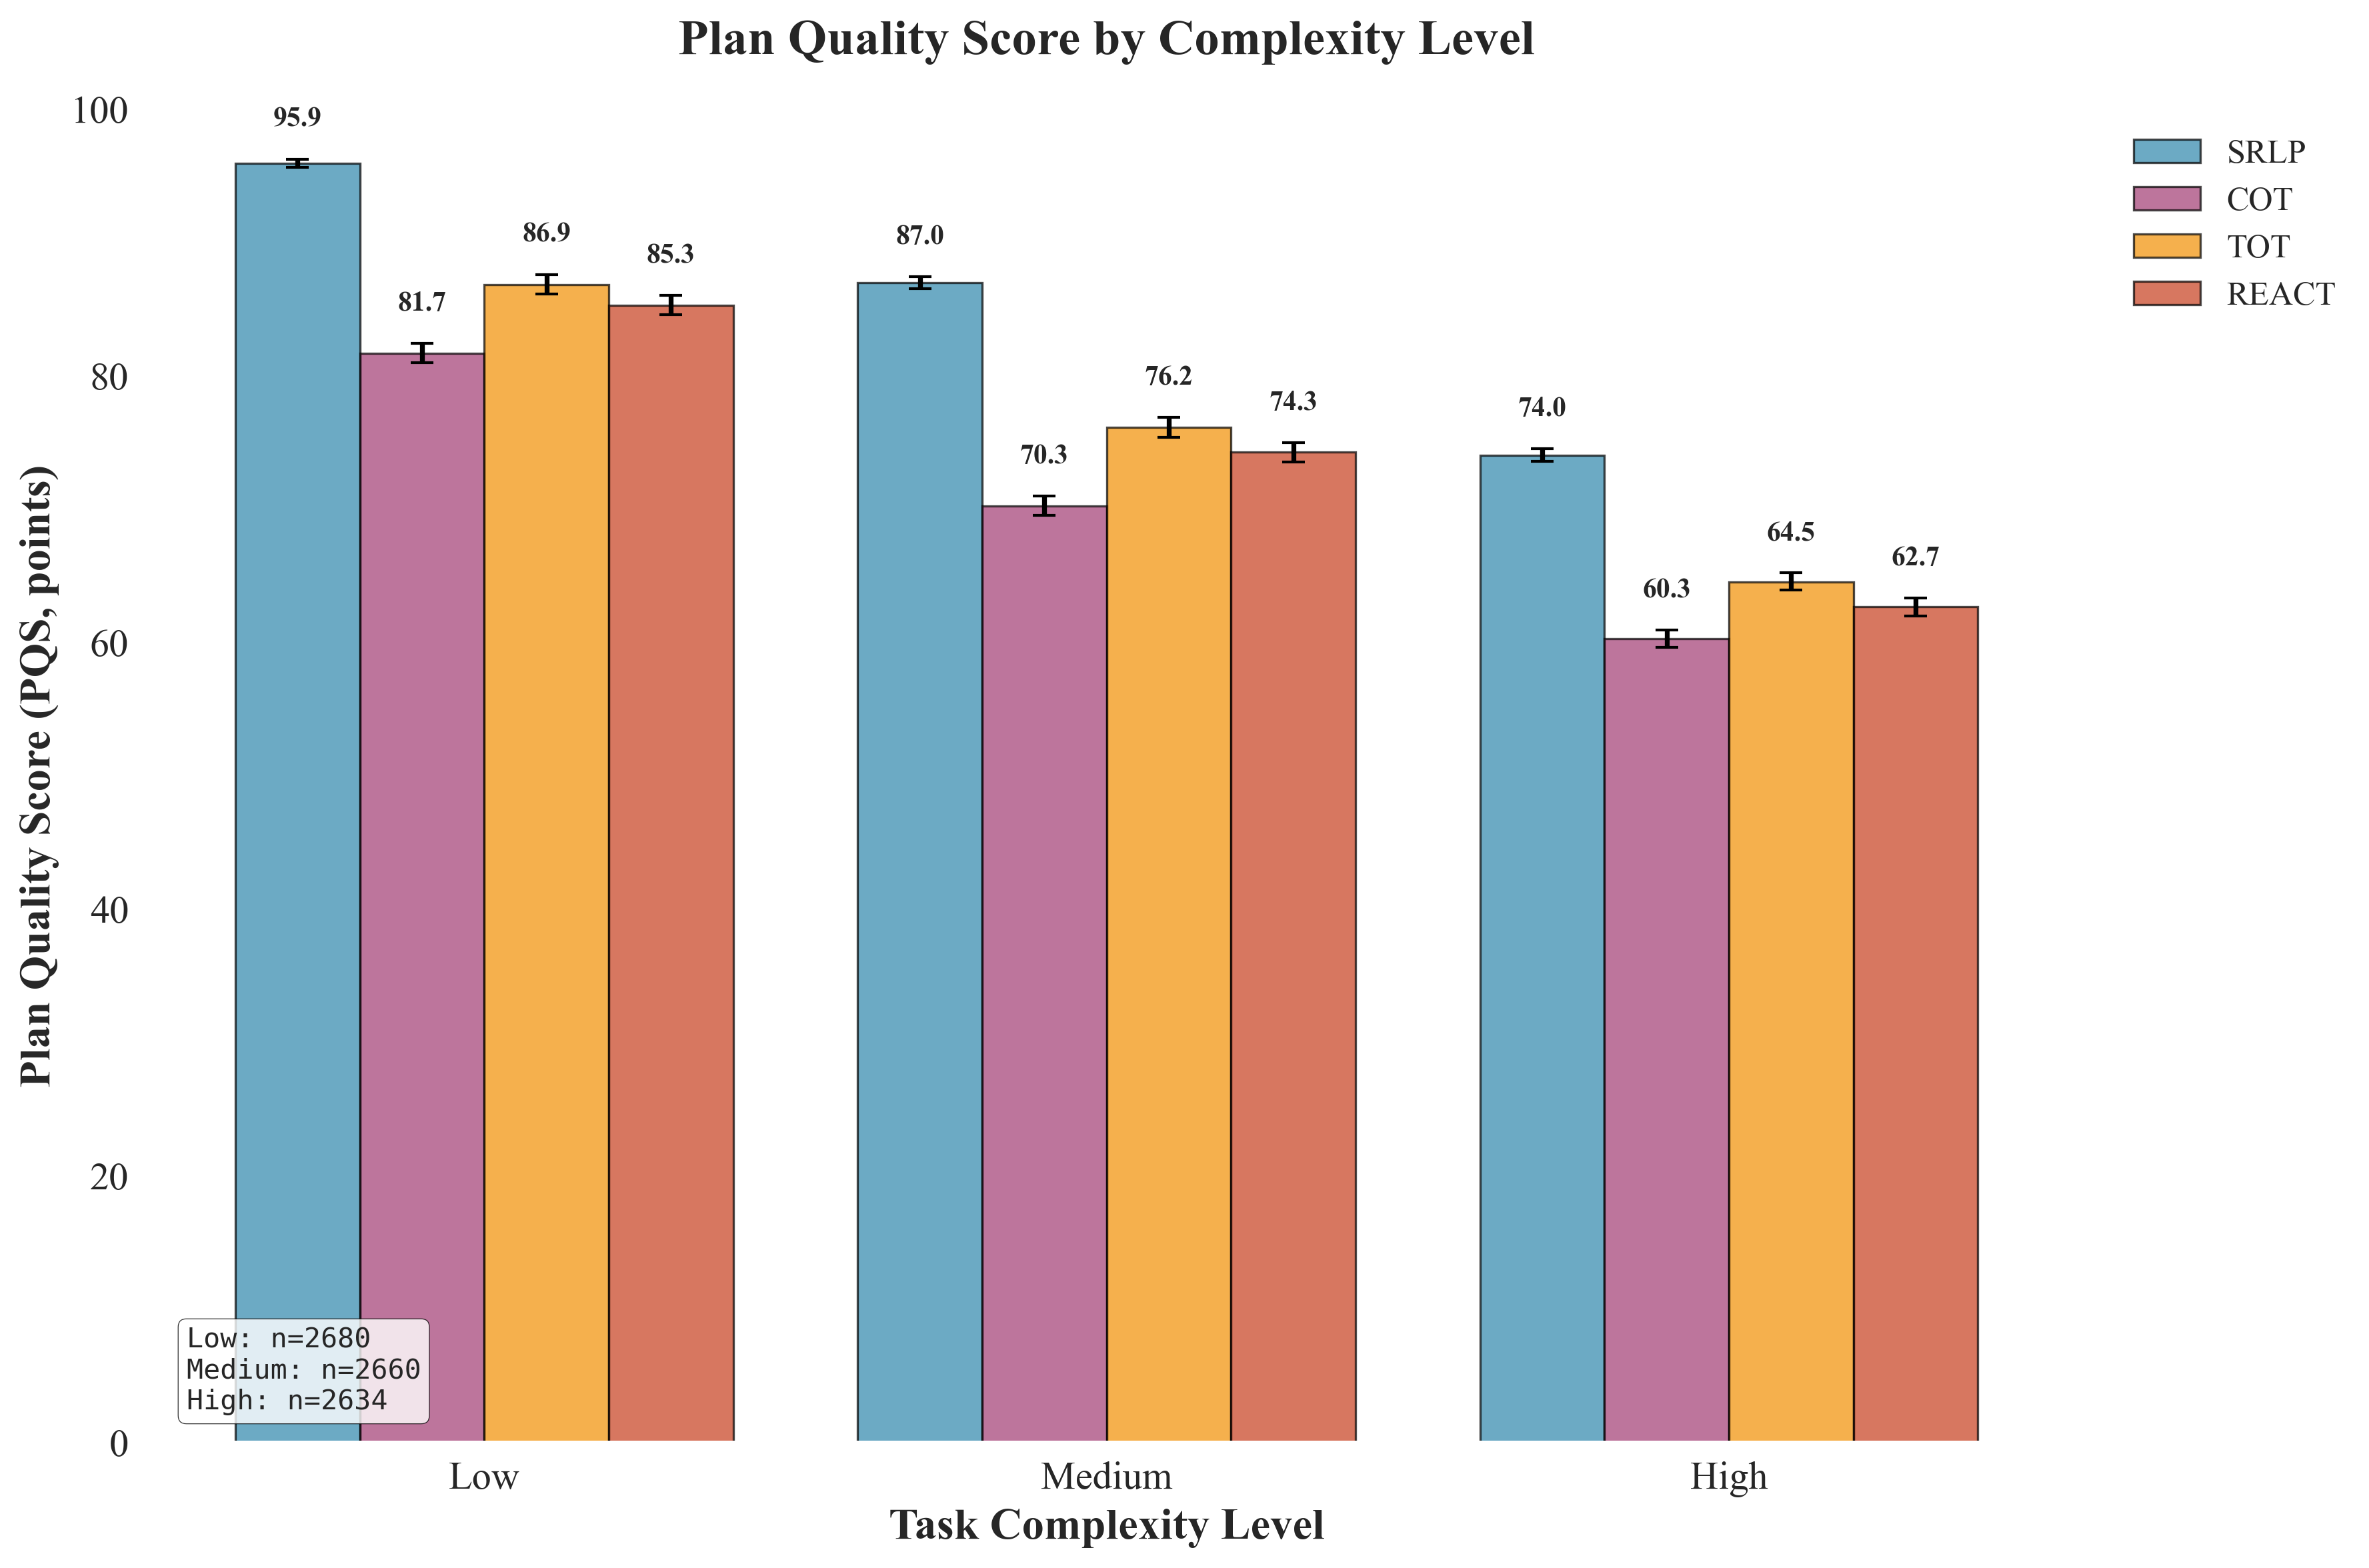 Plan Quality Score by Complexity Level
Plan Quality Score (PQS, points)
100
80
60
40
20
0
95.9
81.7
86.9
85.3
87.0
70.3
76.2
74.3
74.0
60.3
64.5
62.7
SRLP
COT
TOT
REACT
Low: n=2680
Medium: n=2660
High: n=2634
Low
Medium
High
Task Complexity Level